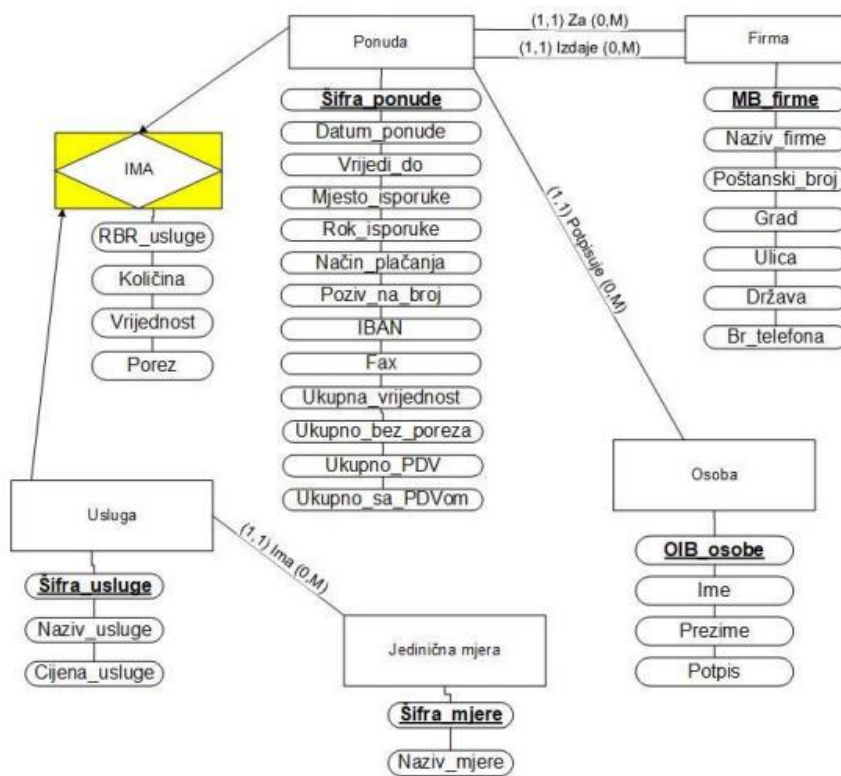 Ponuda
Šifra_ponude
Datum_ponude
Vrijedi_do
Mjesto_isporuke
Rok_isporuke
Način_plačanja
Poziv_na_broj
IBAN
Fax
Ukupna_vrijednost
Ukupno_bez_poreza
Ukupno_PDV
Ukupno_sa_PDVom
(1,1) Za (0,M)
(1,1) Izdaje (0,M)
Firma
MB_firme
Naziv_firme
Poštanski_broj
Grad
Ulica
Država
Br_telefona
IMA
RBR_usluge
Količina
Vrijednost
Porez
(1,1) Potpisuje (0,M)
Osoba
OIB_osobe
Ime
Prezime
Potpis
Usluga
Šifra_usluge
Naziv_usluge
Cijena_usluge
(1,1) Ima (0,M)
Jedinična mjera
Šifra_mjere
Naziv_mjere